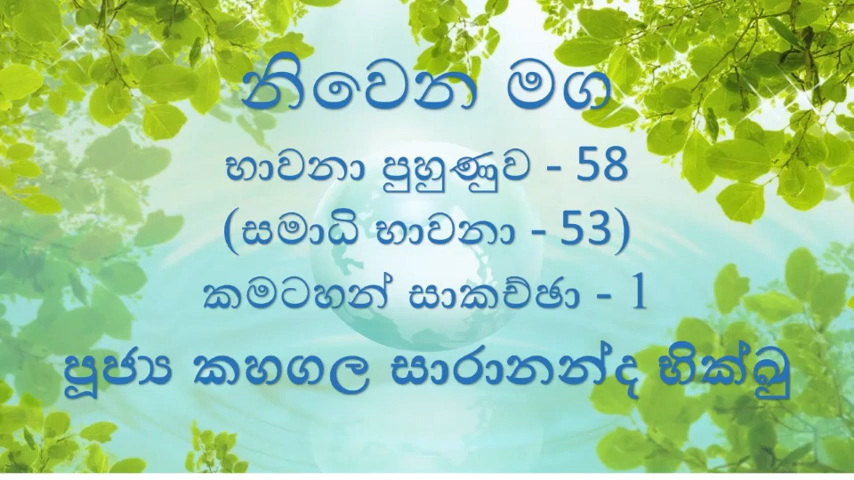 නිවෙන මග
භාවනා පුහුණුව - 58
(සමාධි භාවනා - 53)
කමටහන් සාකච්ඡා - 1
පූජ්‍ය කහගල සාරානන්ද භික්ඛු